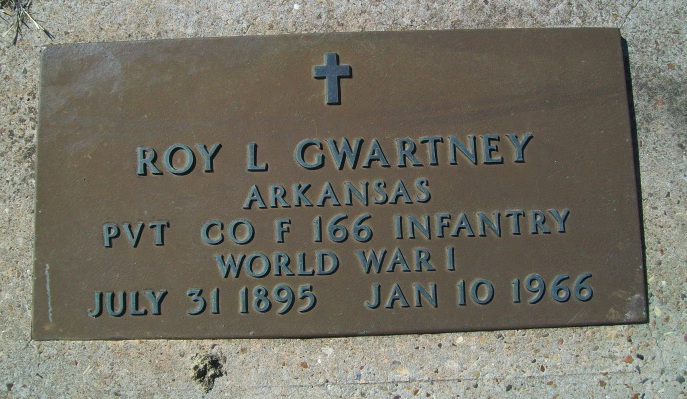 ROY L GWARTNEY
ARKANSAS
PVT CO F 166 INFANTRY
WORLD WAR I
JULY 31 1895 JAN 10 1966